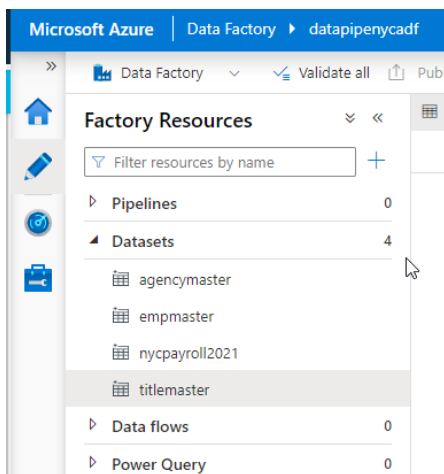 Microsoft Azure Data Factory datapipenycadf
Data Factory Validate all Pub
Factory Resources
Filter resources by name
Pipelines 0
Datasets 4
agencymaster
empmaster
nycpayroll2021
titlemaster
Data flows 0
Power Query 0